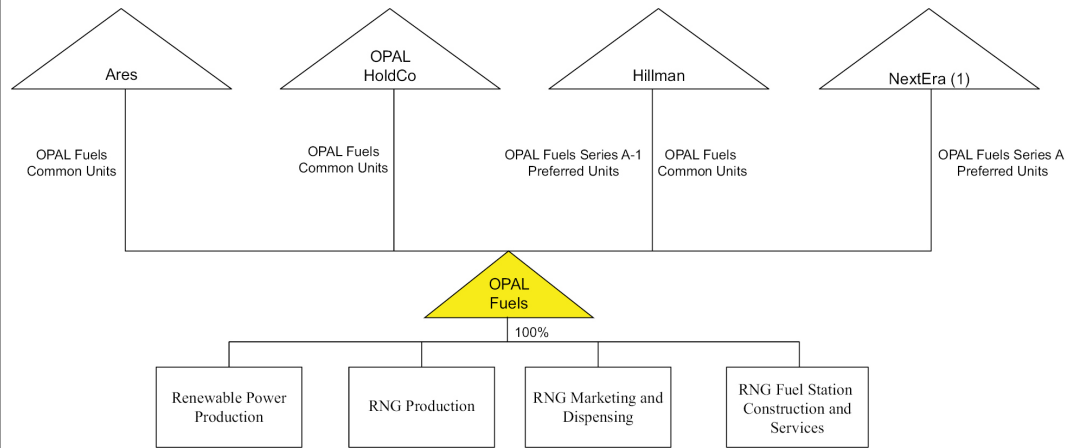 Ares
OPAL
HoldCo
Hillman
NextEra (1)
OPAL Fuels
Common Units
OPAL Fuels
Common Units
OPAL Fuels Series A-1
Preferred Units
OPAL Fuels
Common Units
OPAL Fuels Series A
Preferred Units
OPAL
Fuels
100%
Renewable Power
Production
RNG Production
RNG Marketing and
Dispensing
RNG Fuel Station
Construction and
Services